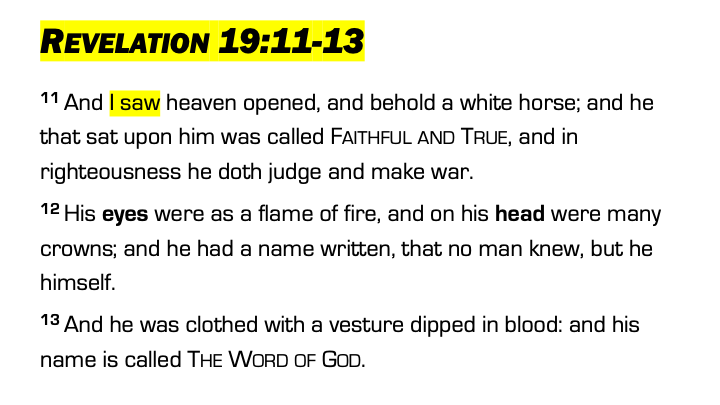 REVELATION 19:11-13
11 And I saw heaven opened, and behold a white horse; and he
that sat upon him was called FAITHFUL AND TRUE, and in
righteousness he doth judge and make war.
12 His eyes were as a flame of fire, and on his head were many
crowns; and he had a name written, that no man knew, but he
himself.
13 And he was clothed with a vesture dipped in blood: and his
name is called THE WORD OF GOD.